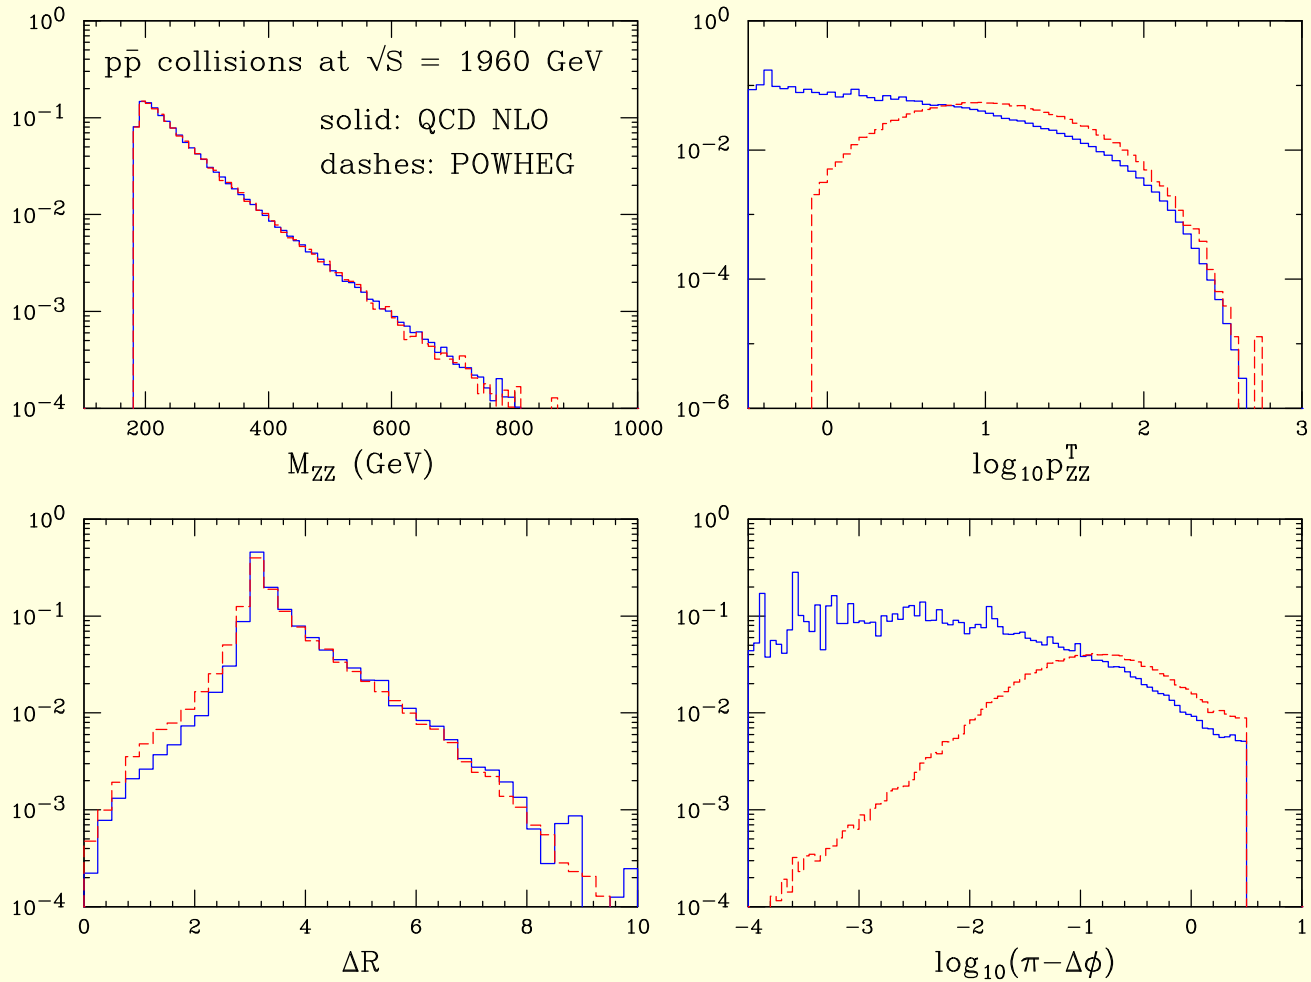 10⁰
10⁻¹
10⁻²
10⁻³
10⁻⁴
pp̄ collisions at √S = 1960 GeV
solid: QCD NLO
dashes: POWHEG
200 400 600 800 1000
M_ZZ (GeV)
10⁰
10⁻²
10⁻⁴
10⁻⁶
0 1 2 3
log₁₀p^T_ZZ
10⁰
10⁻¹
10⁻²
10⁻³
10⁻⁴
0 2 4 6 8 10
ΔR
10⁰
10⁻¹
10⁻²
10⁻³
10⁻⁴
−4 −3 −2 −1 0 1
log₁₀(π−Δϕ)